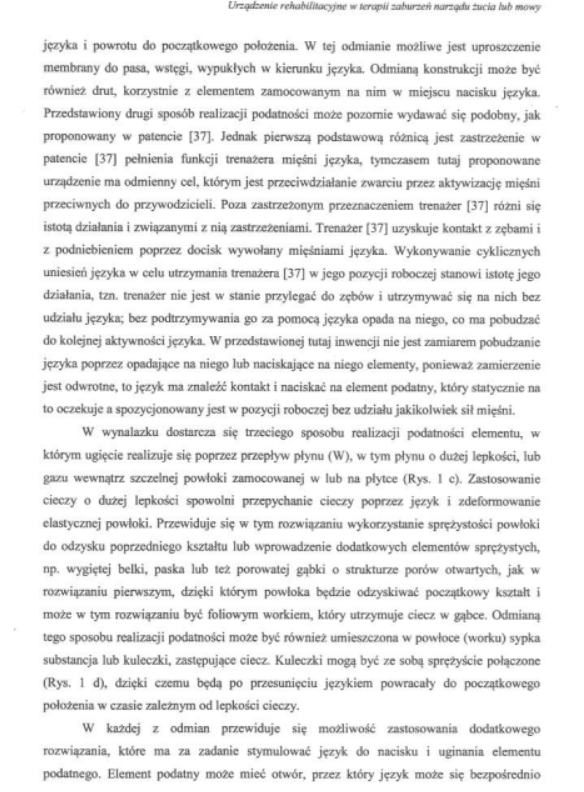 Urządzenie rehabilitacyjne w terapii zaburzeń narządu żucia lub mowy
języka i powrotu do początkowego położenia. W tej odmianie możliwe jest uproszczenie
membrany do pasa, wstęgi, wypukłych w kierunku języka. Odmianą konstrukcji może być
również drut, korzystnie z elementem zamocowanym na nim w miejscu nacisku języka.
Przedstawiony drugi sposób realizacji podatności może pozornie wydawać się podobny, jak
proponowany w patencie [37]. Jednak pierwszą podstawową różnicą jest zastrzeżenie w
patencie [37] pełnienia funkcji trenażera mięśni języka, tymczasem tutaj proponowane
urządzenie ma odmienny cel, którym jest przeciwdziałanie zwarciu przez aktywizację mięśni
przeciwnych do przywodzicieli. Poza zastrzeżonym przeznaczeniem trenażer [37] różni się
istotą działania i związanymi z nią zastrzeżeniami. Trenażer [37] uzyskuje kontakt z zębami i
z podniebieniem poprzez docisk wywołany mięśniami języka. Wykonywanie cyklicznych
uniesień języka w celu utrzymania trenażera [37] w jego pozycji roboczej stanowi istotę jego
działania, tzn. trenażer nie jest w stanie przylegać do zębów i utrzymywać się na nich bez
udziału języka; bez podtrzymywania go za pomocą języka opada na niego, co ma pobudzać
do kolejnej aktywności języka. W przedstawionej tutaj inwencji nie jest zamiarem pobudzanie
języka poprzez opadające na niego lub naciskające na niego elementy, ponieważ zamierzenie
jest odwrotne, to język ma znaleźć kontakt i naciskać na element podatny, który statycznie na
to oczekuje a spozycjonowany jest w pozycji roboczej bez udziału jakikolwiek sił mięśni.
W wynalazku dostarcza się trzeciego sposobu realizacji podatności elementu, w
którym ugięcie realizuje się poprzez przepływ płynu (W), w tym płynu o dużej lepkości, lub
gazu wewnątrz szczelnej powłoki zamocowanej w lub na płytce (Rys. 1 c). Zastosowanie
cieczy o dużej lepkości spowolni przepychanie cieczy poprzez język i zdeformowanie
elastycznej powłoki. Przewiduje się w tym rozwiązaniu wykorzystanie sprężystości powłoki
do odzysku poprzedniego kształtu lub wprowadzenie dodatkowych elementów sprężystych,
np. wygiętej belki, paska lub też porowatej gąbki o strukturze porów otwartych, jak w
rozwiązaniu pierwszym, dzięki którym powłoka będzie odzyskiwać początkowy kształt i
może w tym rozwiązaniu być foliowym workiem, który utrzymuje ciecz w gąbce. Odmianą
tego sposobu realizacji podatności może być również umieszczona w powłoce (worku) sypka
substancja lub kuleczki, zastępujące ciecz. Kuleczki mogą być ze sobą sprężyście połączone
(Rys. 1 d), dzięki czemu będą po przesunięciu językiem powracały do początkowego
położenia w czasie zależnym od lepkości cieczy.
W każdej z odmian przewiduje się możliwość zastosowania dodatkowego
rozwiązania, które ma za zadanie stymulować język do nacisku i uginania elementu
podatnego. Element podatny może mieć otwór, przez który język może się bezpośrednio